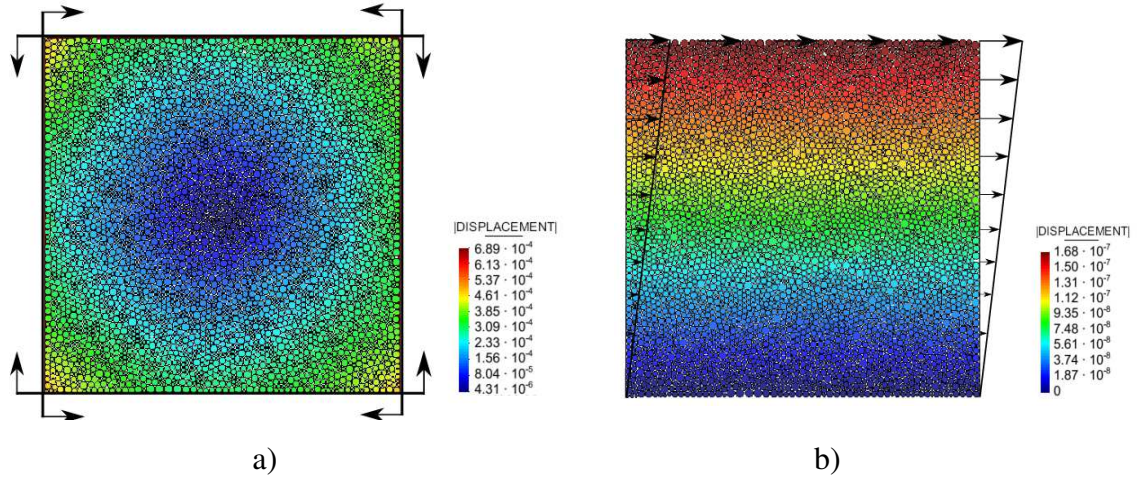 |DISPLACEMENT|
6.89 · 10⁻⁴
6.13 · 10⁻⁴
5.37 · 10⁻⁴
4.61 · 10⁻⁴
3.85 · 10⁻⁴
3.09 · 10⁻⁴
2.33 · 10⁻⁴
1.56 · 10⁻⁴
8.04 · 10⁻⁵
4.31 · 10⁻⁶
|DISPLACEMENT|
1.68 · 10⁻⁷
1.50 · 10⁻⁷
1.31 · 10⁻⁷
1.12 · 10⁻⁷
9.35 · 10⁻⁸
7.48 · 10⁻⁸
5.61 · 10⁻⁸
3.74 · 10⁻⁸
1.87 · 10⁻⁸
0
a)
b)